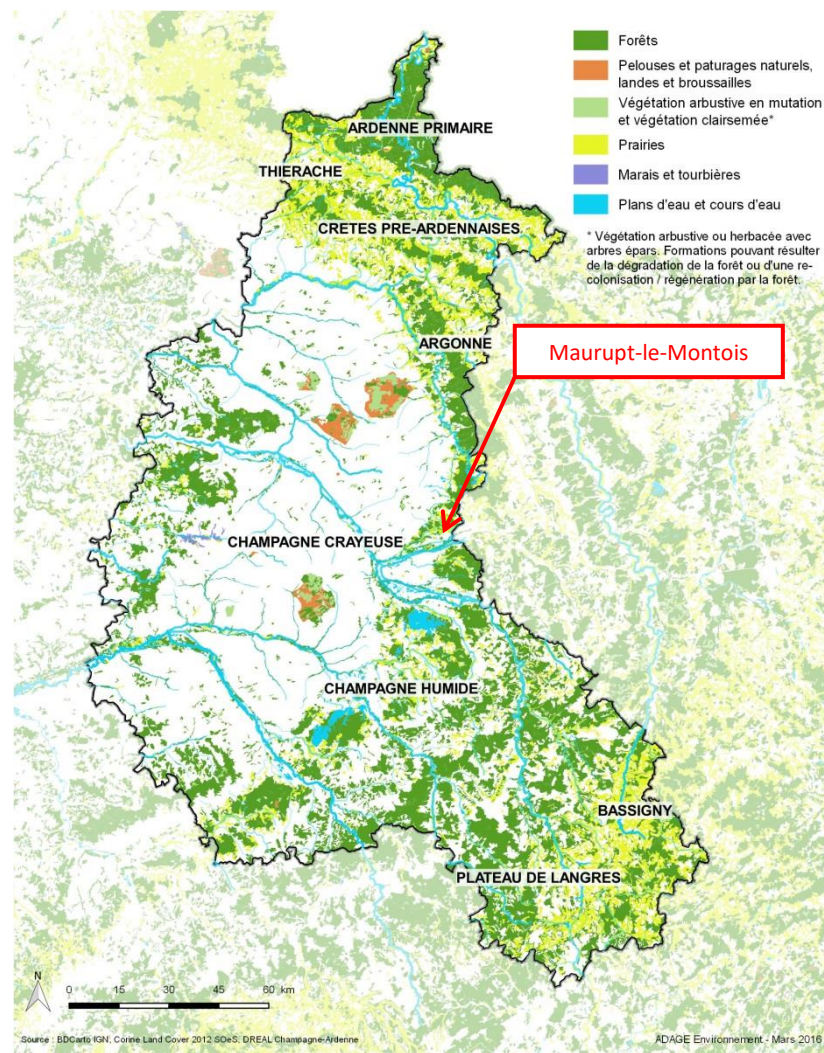 Forêts
Pelouses et paturages naturels,
landes et broussailles
Végétation arbustive en mutation
et végétation clairsemée*
Prairies
Marais et tourbières
Plans d'eau et cours d'eau
* Végétation arbustive ou herbacée avec
arbres épars. Formations pouvant résulter
de la dégradation de la forêt ou d'une re-
colonisation / régénération par la forêt.
ARDENNE PRIMAIRE
THIERACHE
CRETES PRE-ARDENNAISES
ARGONNE
Maurupt-le-Montois
CHAMPAGNE CRAYEUSE
CHAMPAGNE HUMIDE
BASSIGNY
PLATEAU DE LANGRES
N
0 15 30 45 60 km
Source : BDCarto IGN, Corine Land Cover 2012 SOeS, DREAL Champagne-Ardenne
ADAGE Environnement - Mars 2016